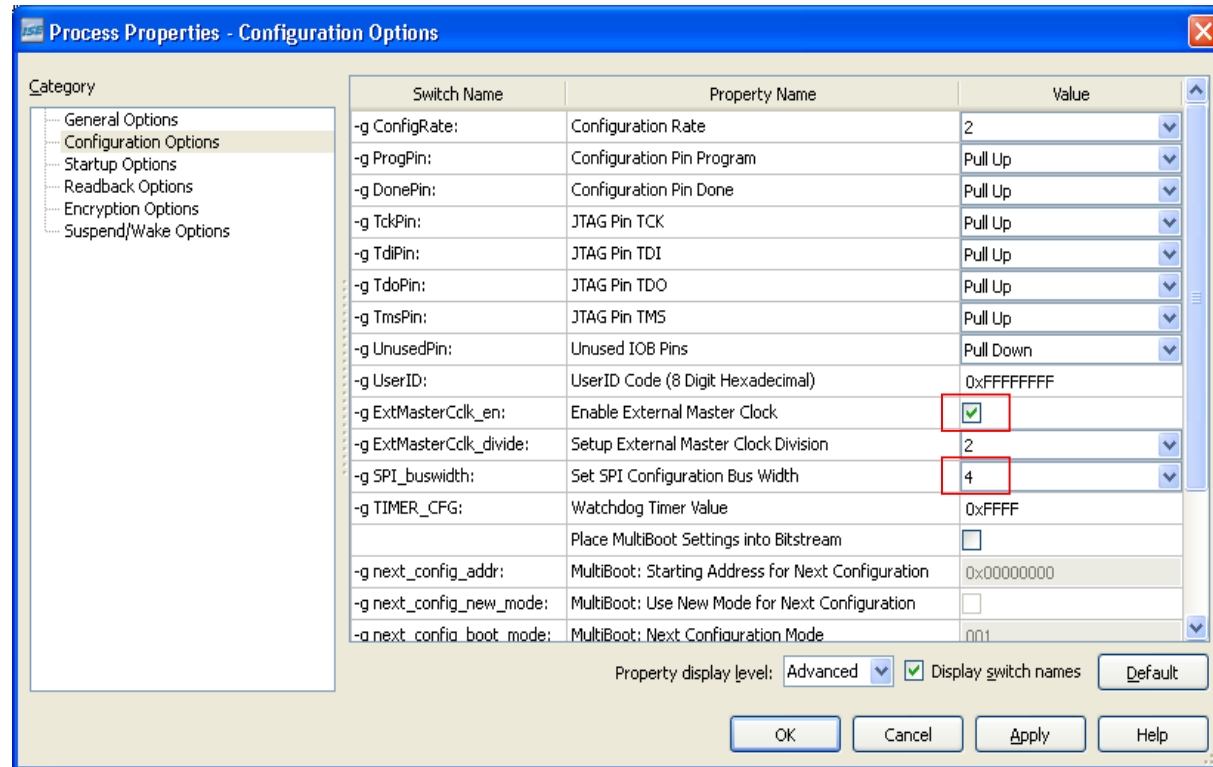 ISE Process Properties - Configuration Options
Category
General Options
Configuration Options
Startup Options
Readback Options
Encryption Options
Suspend/Wake Options
Switch Name Property Name Value
-g ConfigRate: Configuration Rate 2
-g ProgPin: Configuration Pin Program Pull Up
-g DonePin: Configuration Pin Done Pull Up
-g TckPin: JTAG Pin TCK Pull Up
-g TdiPin: JTAG Pin TDI Pull Up
-g TdoPin: JTAG Pin TDO Pull Up
-g TmsPin: JTAG Pin TMS Pull Up
-g UnusedPin: Unused IOB Pins Pull Down
-g UserID: UserID Code (8 Digit Hexadecimal) 0xFFFFFFFF
-g ExtMasterCclk_en: Enable External Master Clock
-g ExtMasterCclk_divide: Setup External Master Clock Division 2
-g SPI_buswidth: Set SPI Configuration Bus Width 4
-g TIMER_CFG: Watchdog Timer Value 0xFFFF
Place MultiBoot Settings into Bitstream
-g next_config_addr: MultiBoot: Starting Address for Next Configuration 0x00000000
-g next_config_new_mode: MultiBoot: Use New Mode for Next Configuration
-g next_config_boot_mode: MultiBoot: Next Configuration Mode 001
Property display level: Advanced Display switch names Default
OK Cancel Apply Help